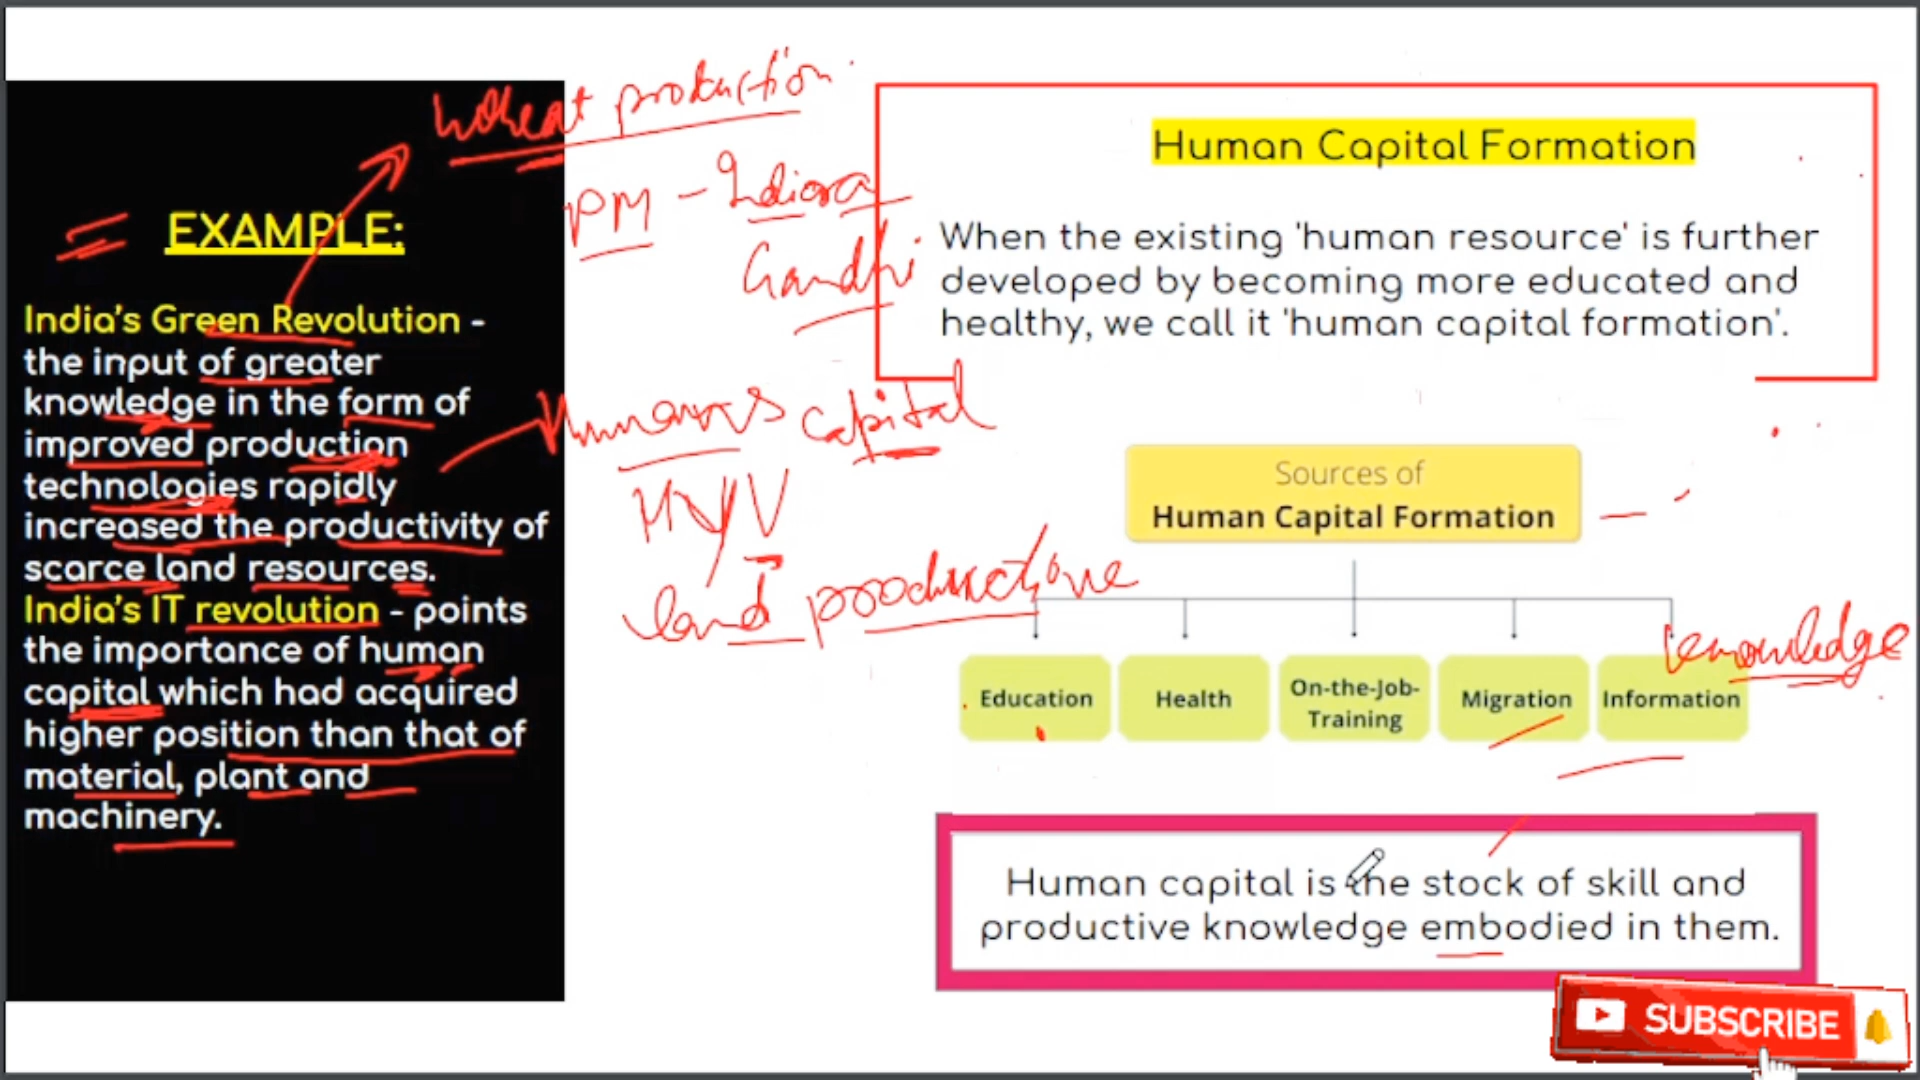 wheat production
PM - Indira
Gandhi
EXAMPLE:
India's Green Revolution -
the input of greater
knowledge in the form of
improved production
technologies rapidly
increased the productivity of
scarce land resources.
India's IT revolution - points
the importance of human
capital which had acquired
higher position than that of
material, plant and
machinery.
capital
HYV
land productive
Human Capital Formation
When the existing 'human resource' is further
developed by becoming more educated and
healthy, we call it 'human capital formation'.
Sources of
Human Capital Formation
knowledge
Education
Health
On-the-Job-
Training
Migration
Information
Human capital is the stock of skill and
productive knowledge embodied in them.
SUBSCRIBE